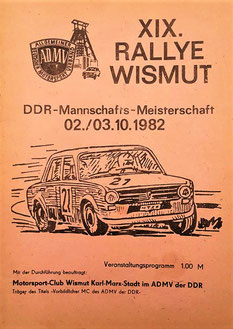 ALLGEMEINER
ADMV
XIX.
RALLYE
WISMUT
DDR-Mannschafts-Meisterschaft
02./03.10.1982
21
21
Veranstaltungsprogramm 1,00 M
Mit der Durchführung beauftragt:
Motorsport-Club Wismut Karl-Marx-Stadt im ADMV der DDR
Träger des Titels -Vorbildlicher MC des ADMV der DDR-